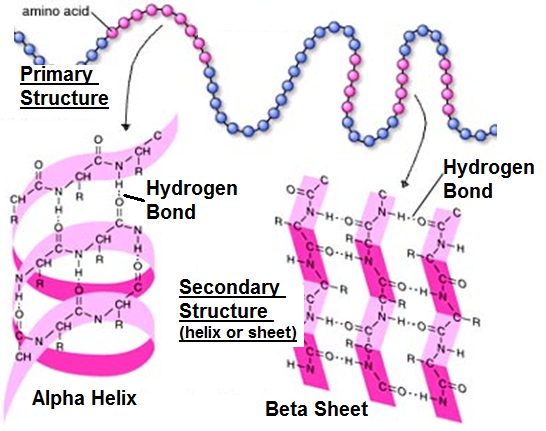 amino acid
Primary
Structure
Hydrogen
Bond
Hydrogen
Bond
Secondary
Structure
(helix or sheet)
Alpha Helix
Beta Sheet